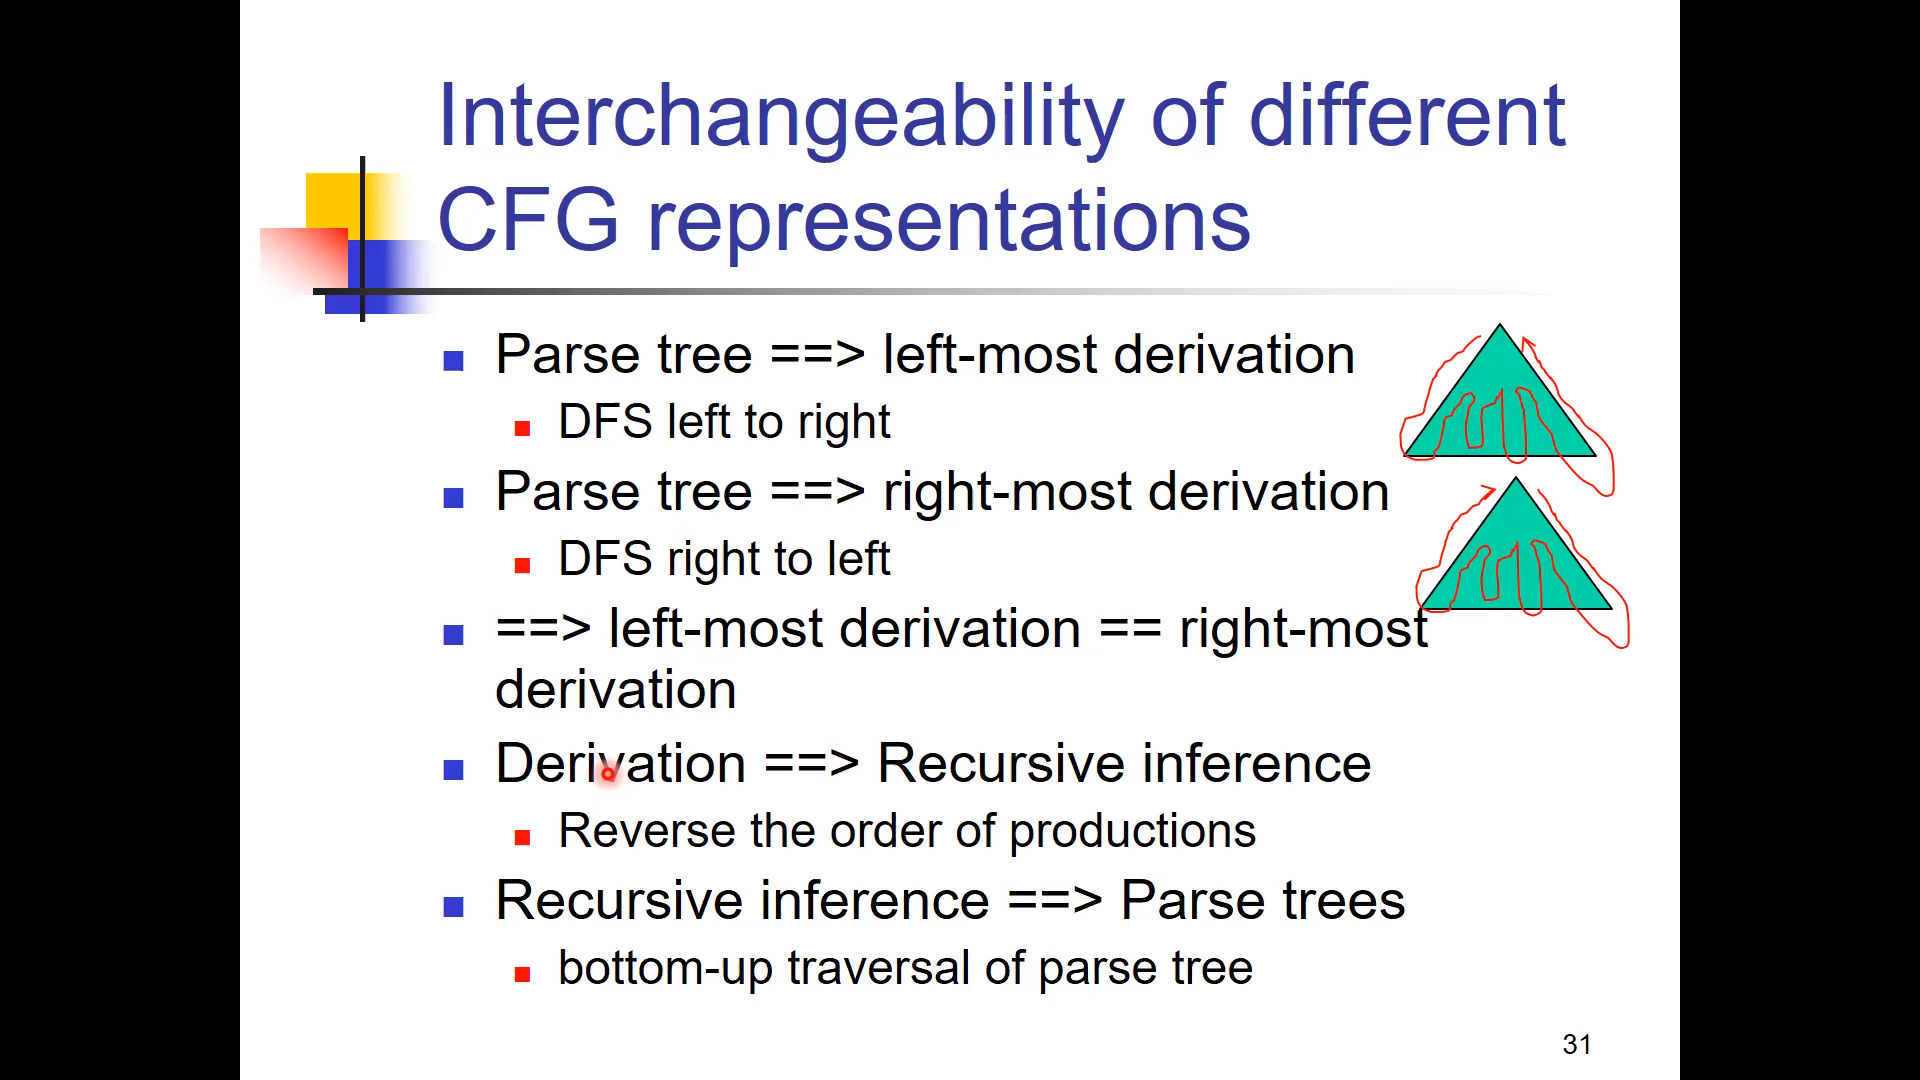 Interchangeability of different
CFG representations
Parse tree ==> left-most derivation
DFS left to right
Parse tree ==> right-most derivation
DFS right to left
==> left-most derivation == right-most
derivation
Derivation ==> Recursive inference
Reverse the order of productions
Recursive inference ==> Parse trees
bottom-up traversal of parse tree
31